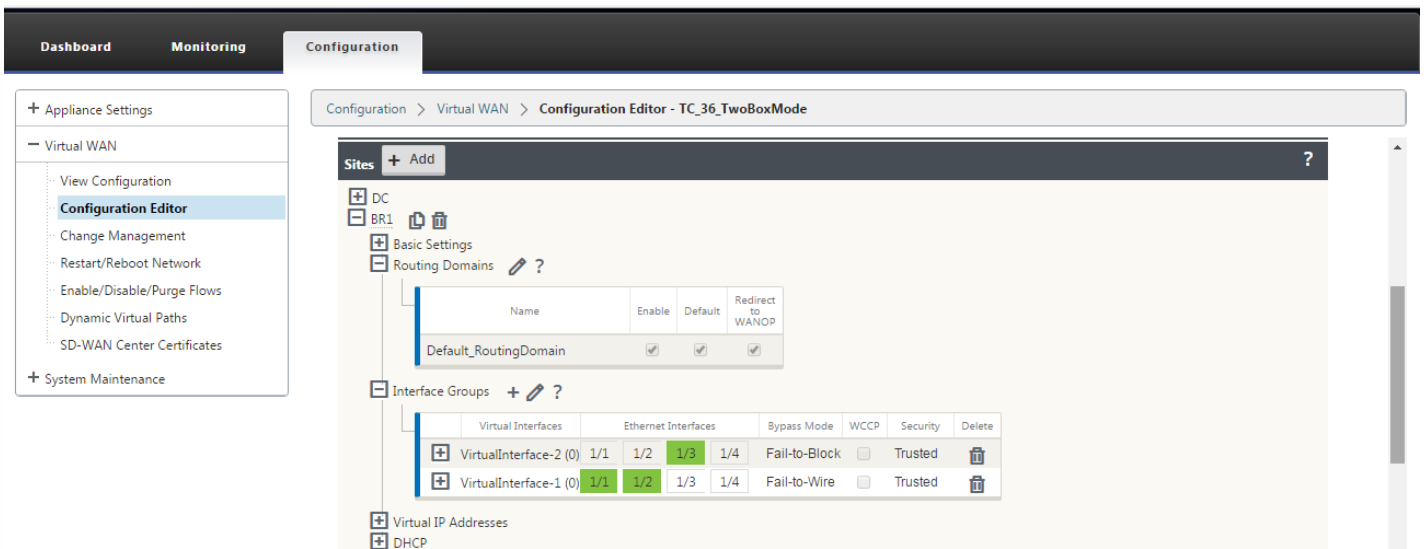 Dashboard Monitoring Configuration
+ Appliance Settings
− Virtual WAN
View Configuration
Configuration Editor
Change Management
Restart/Reboot Network
Enable/Disable/Purge Flows
Dynamic Virtual Paths
SD-WAN Center Certificates
+ System Maintenance
Configuration > Virtual WAN > Configuration Editor - TC_36_TwoBoxMode
Sites + Add ?
DC
BR1
Basic Settings
Routing Domains ?
Name Enable Default Redirect to WANOP
Default_RoutingDomain
Interface Groups + ?
Virtual Interfaces Ethernet Interfaces Bypass Mode WCCP Security Delete
VirtualInterface-2 (0) 1/1 1/2 1/3 1/4 Fail-to-Block Trusted
VirtualInterface-1 (0) 1/1 1/2 1/3 1/4 Fail-to-Wire Trusted
Virtual IP Addresses
DHCP